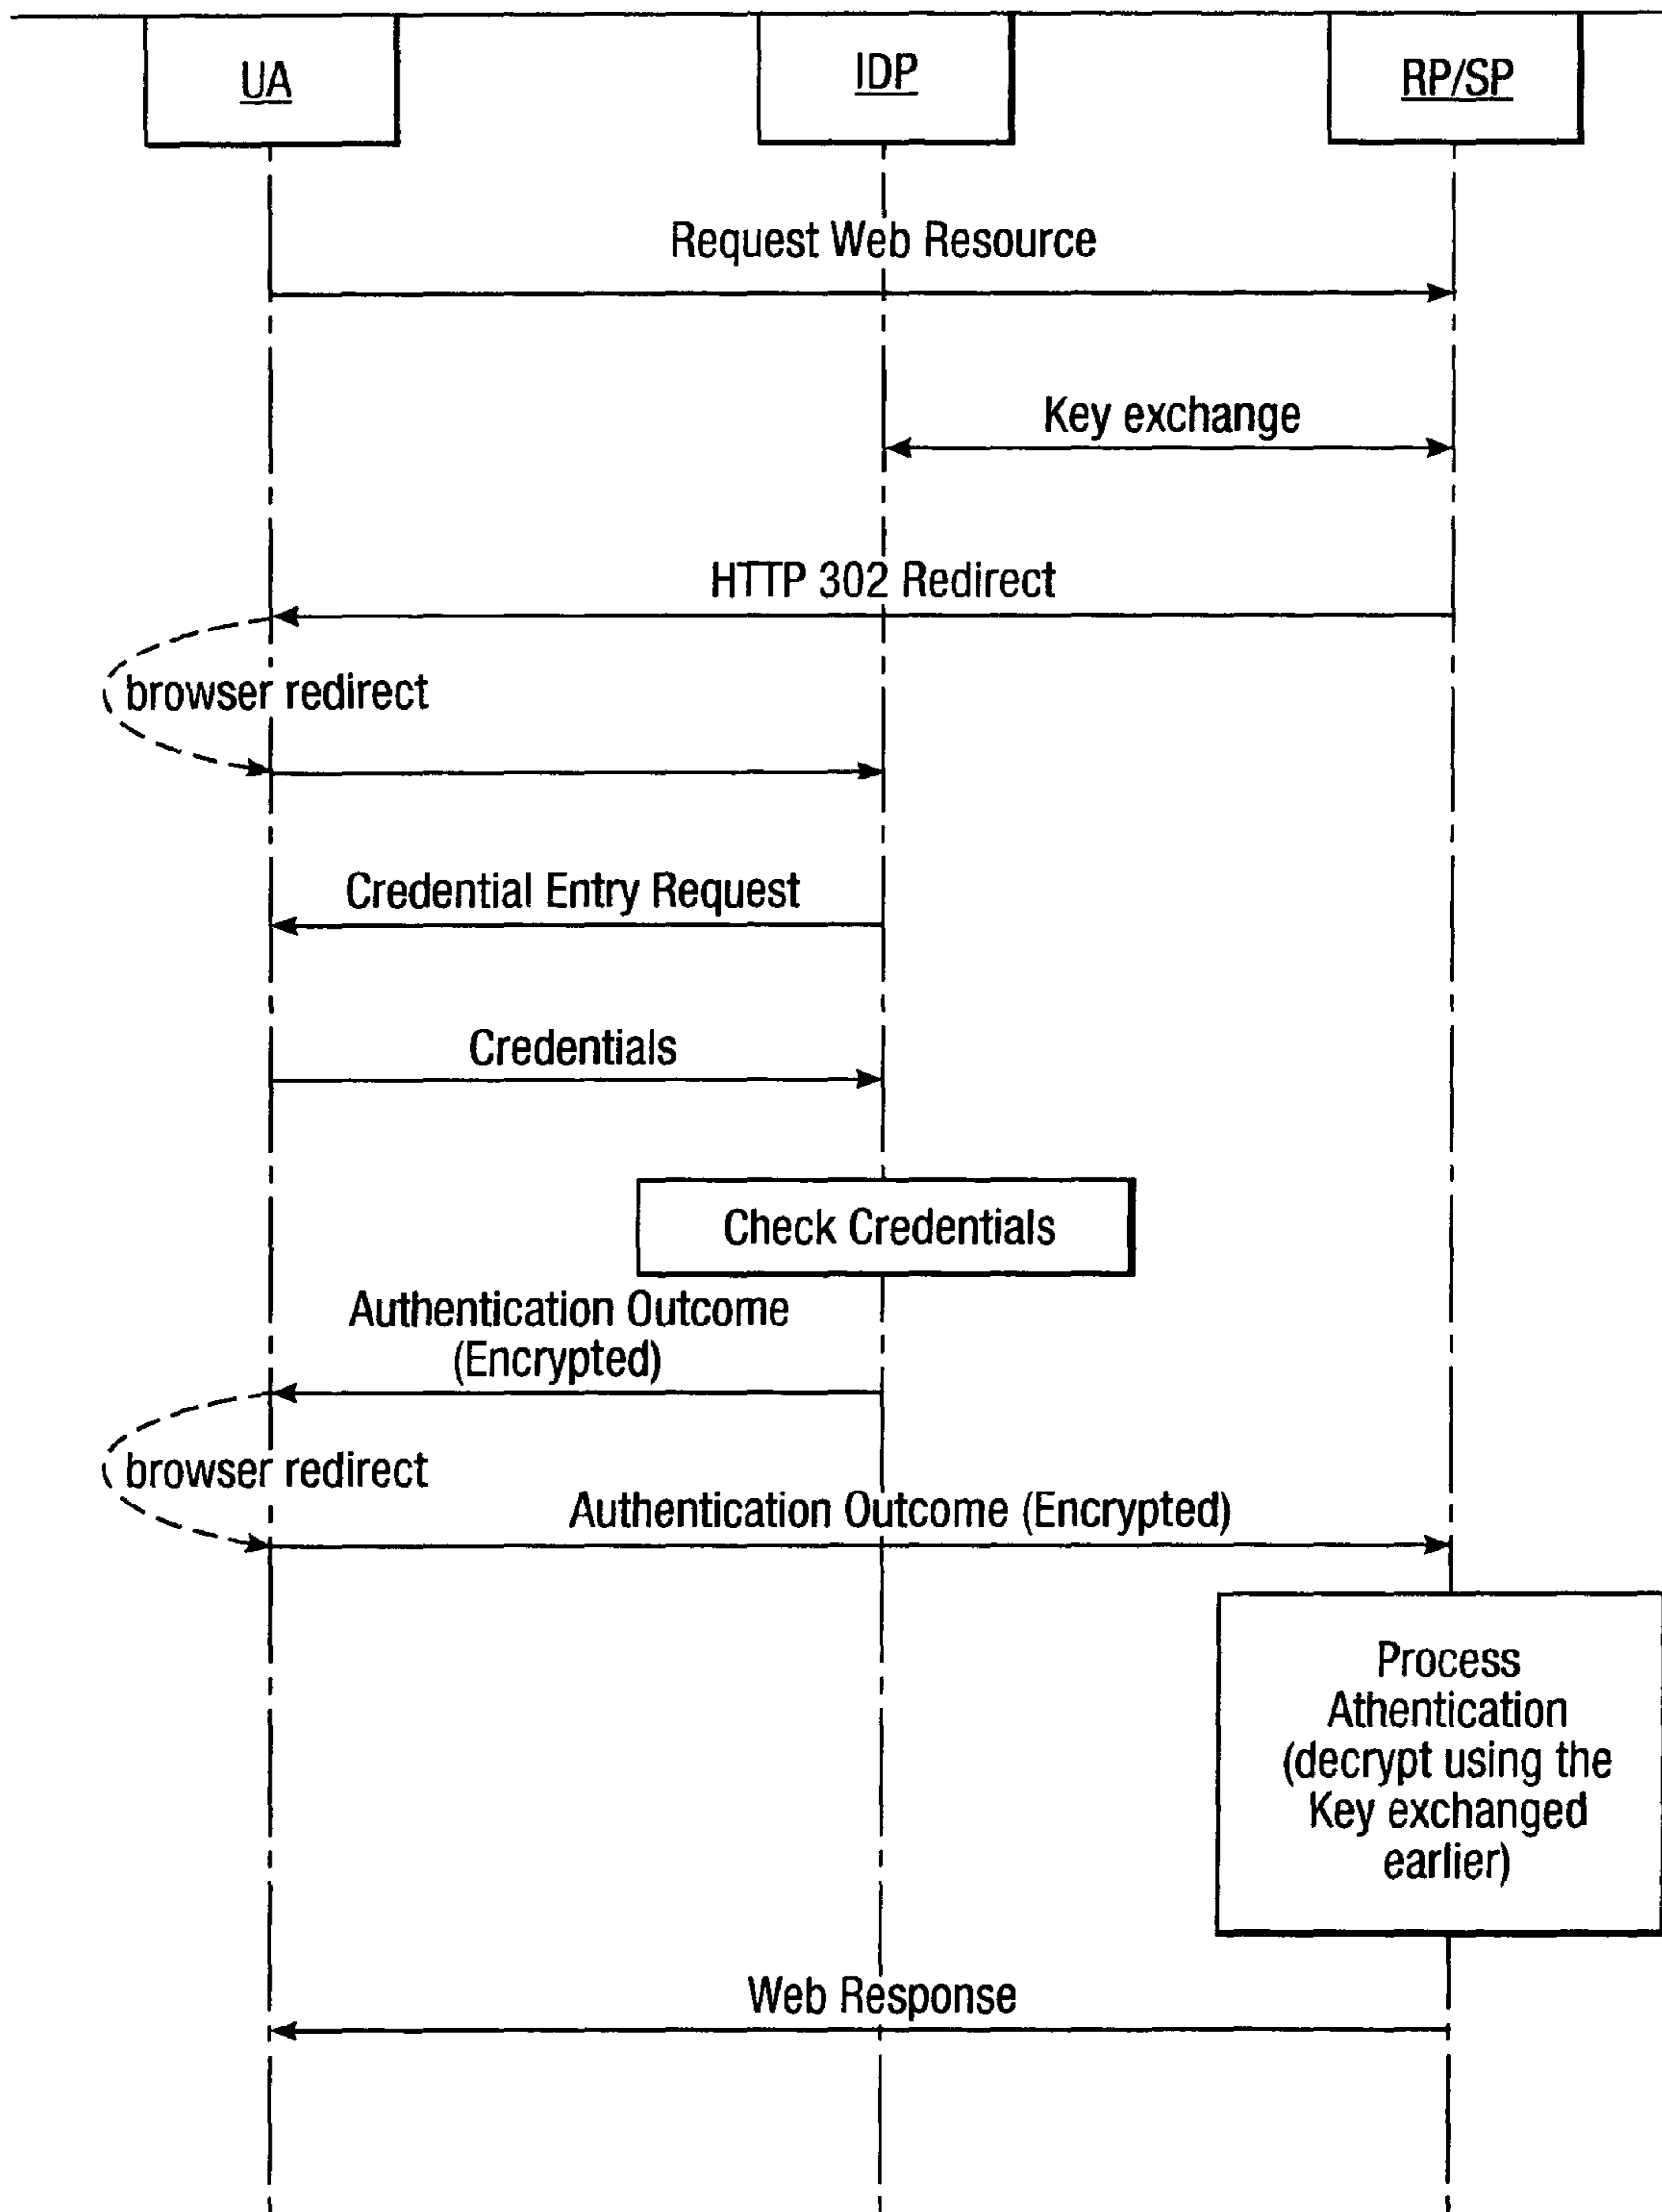 UA
IDP
RP/SP
Request Web Resource
Key exchange
HTTP 302 Redirect
browser redirect
Credential Entry Request
Credentials
Check Credentials
Authentication Outcome
(Encrypted)
browser redirect
Authentication Outcome (Encrypted)
Process
Athentication
(decrypt using the
Key exchanged
earlier)
Web Response